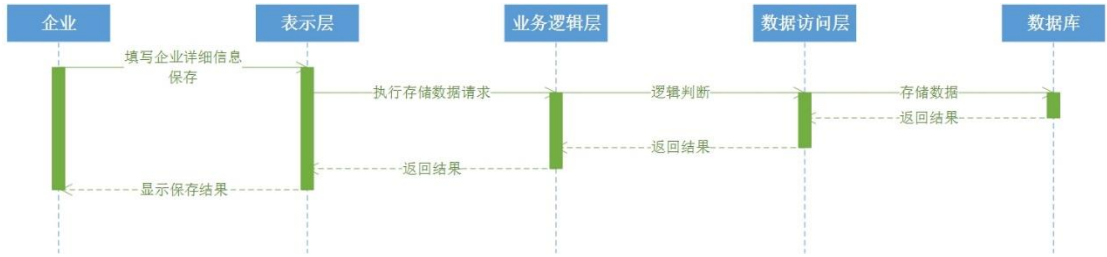 企业
表示层
业务逻辑层
数据访问层
数据库
填写企业详细信息
保存
执行存储数据请求
逻辑判断
存储数据
返回结果
返回结果
返回结果
显示保存结果